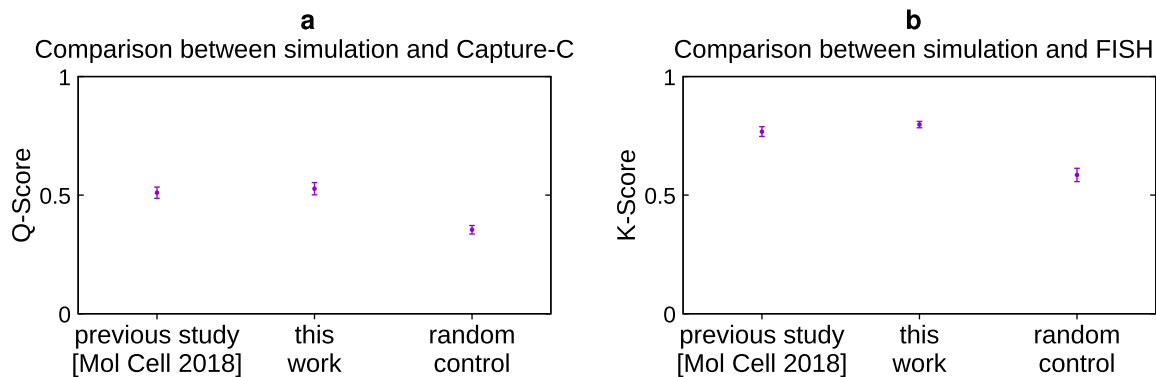 a
Comparison between simulation and Capture-C
1
0.5
0
Q-Score
previous study
[Mol Cell 2018]
this
work
random
control
b
Comparison between simulation and FISH
1
0.5
0
K-Score
previous study
[Mol Cell 2018]
this
work
random
control